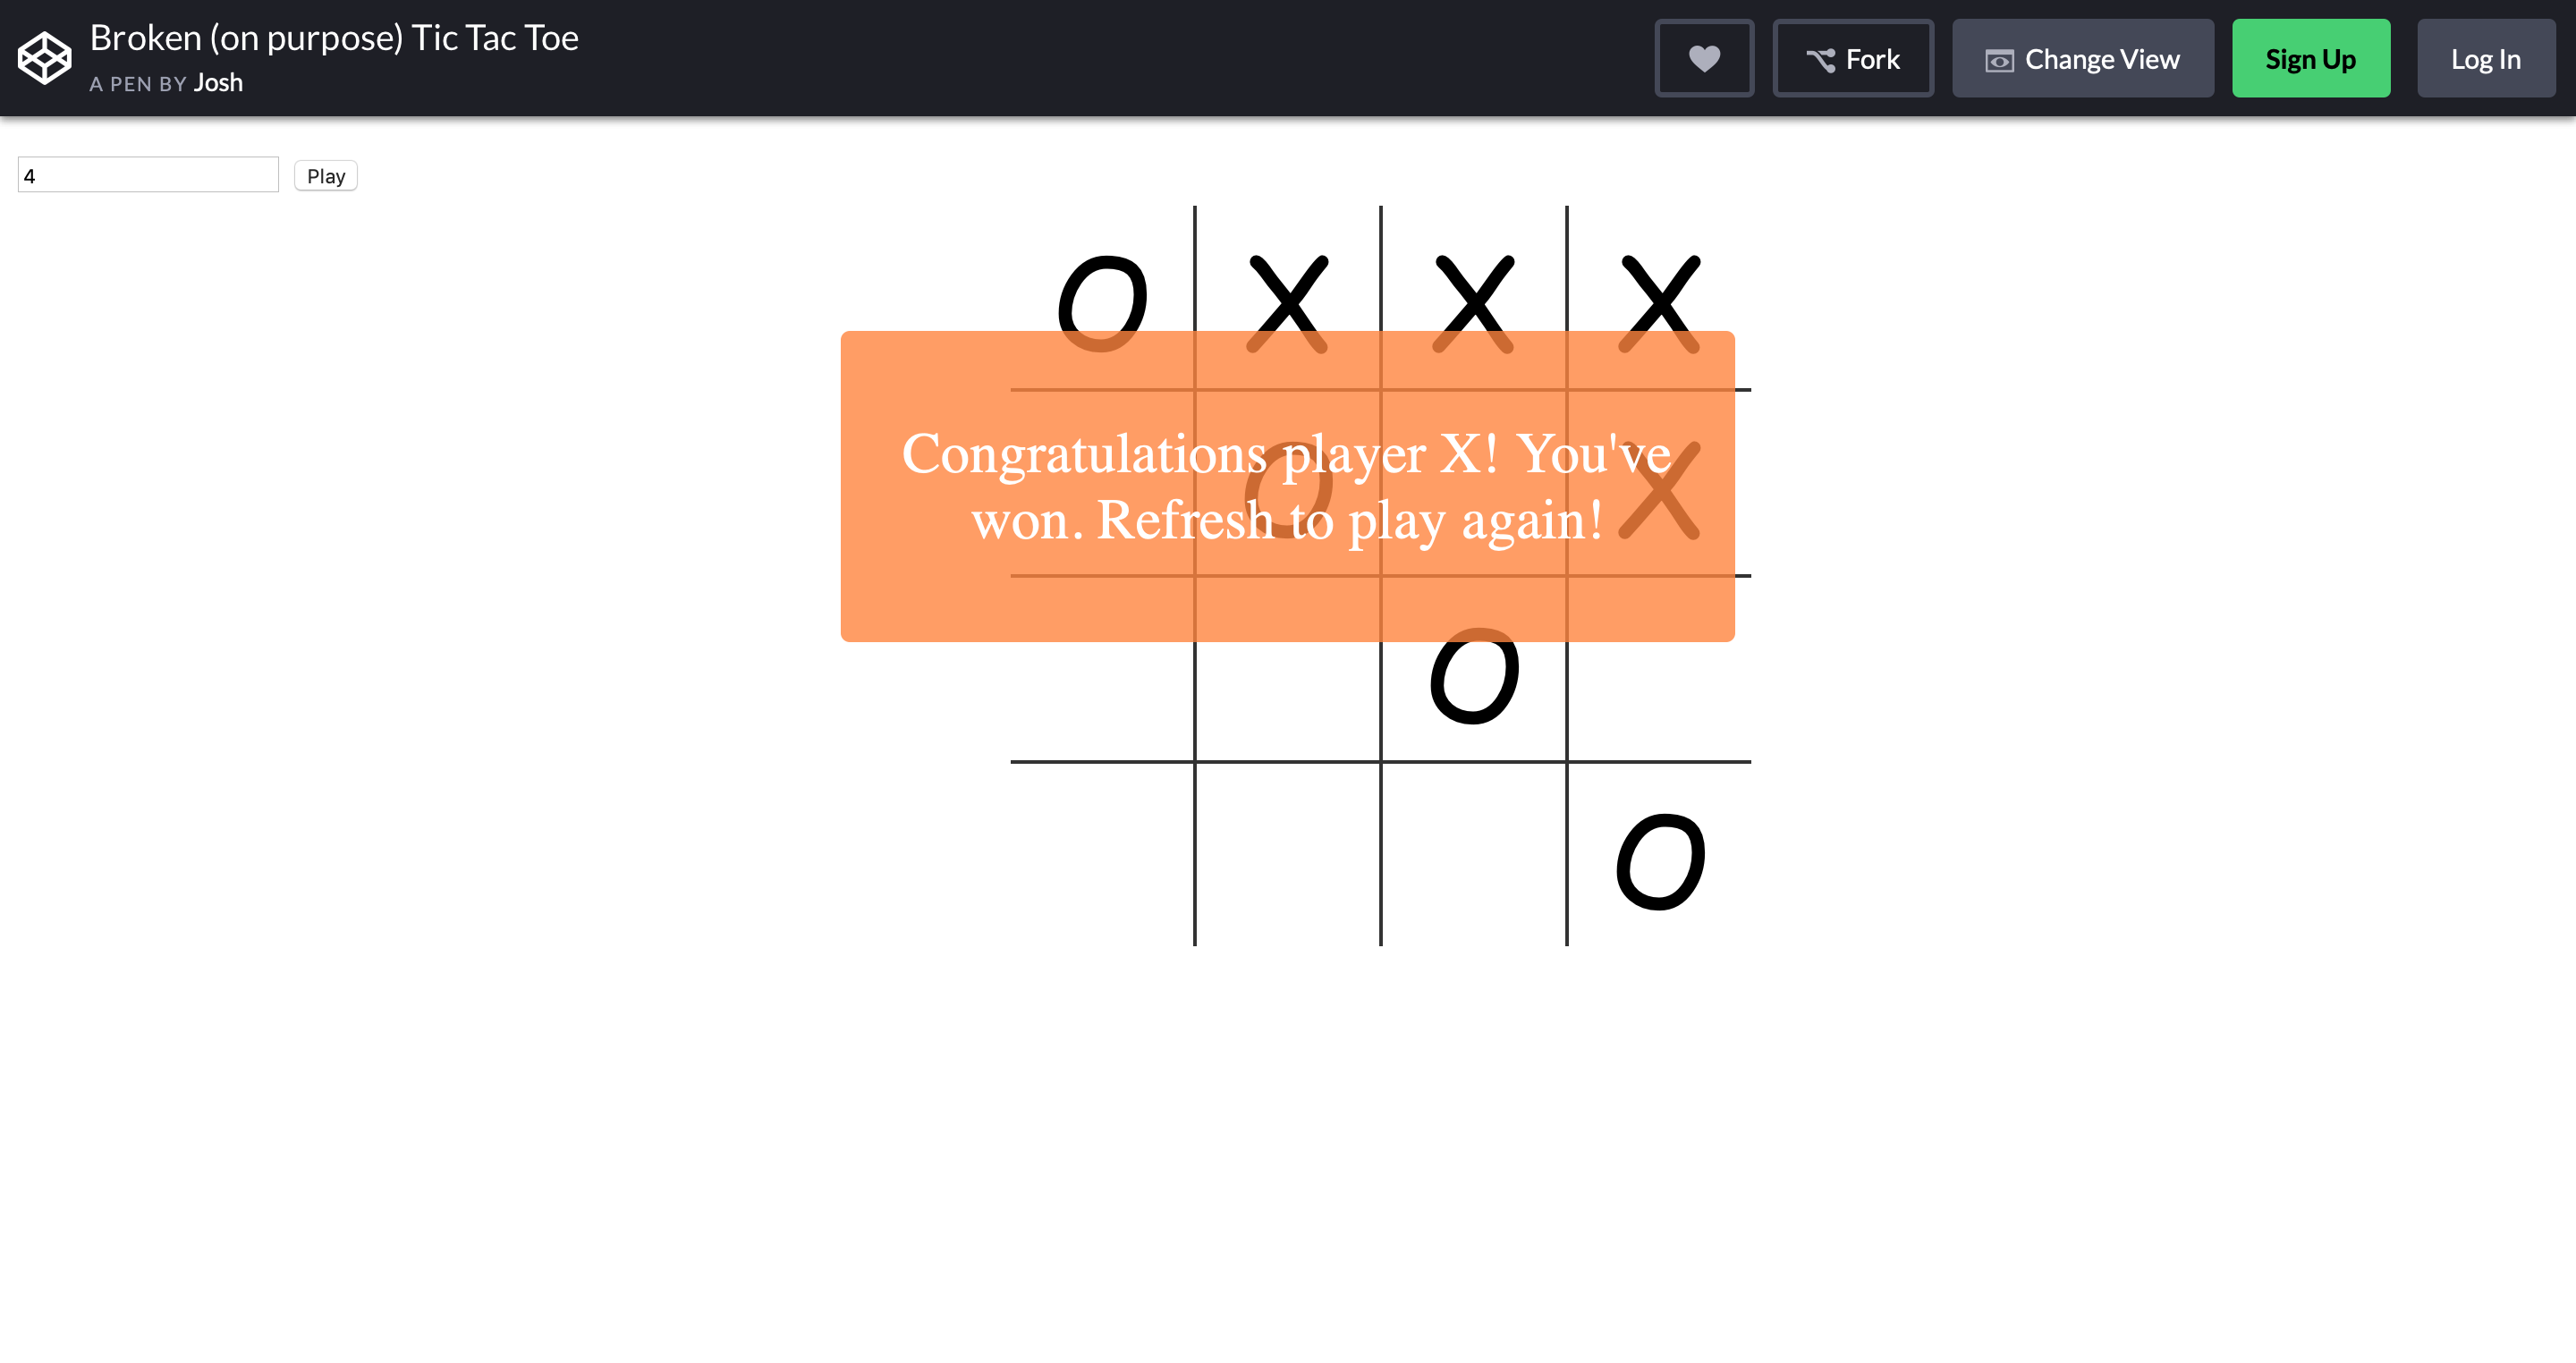 Broken (on purpose) Tic Tac Toe
A PEN BY Josh
Fork
Change View
Sign Up
Log In
4
Play
O X X X
Congratulations player X! You've
won. Refresh to play again!
O X
O
O